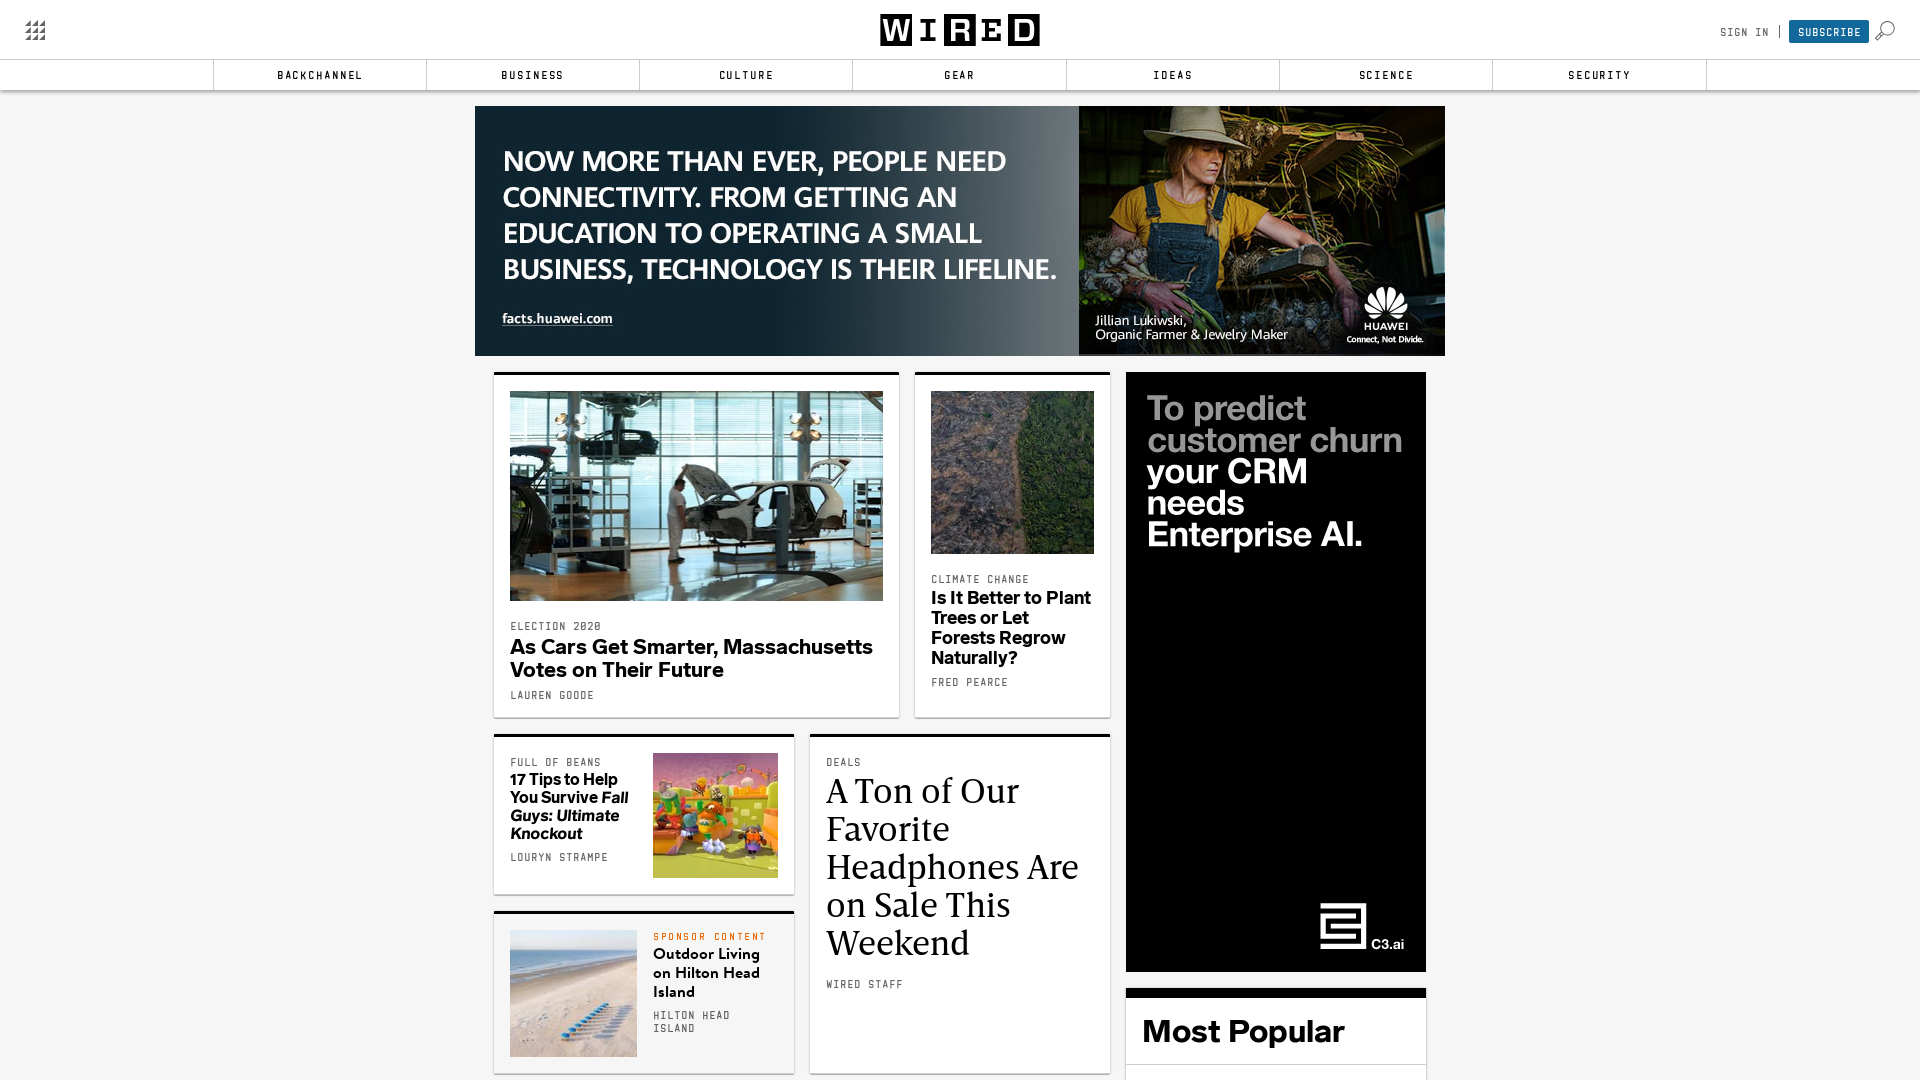 WIRED
SIGN IN
SUBSCRIBE
BACKCHANNEL
BUSINESS
CULTURE
GEAR
IDEAS
SCIENCE
SECURITY
NOW MORE THAN EVER, PEOPLE NEED
CONNECTIVITY. FROM GETTING AN
EDUCATION TO OPERATING A SMALL
BUSINESS, TECHNOLOGY IS THEIR LIFELINE.
facts.huawei.com
Jillian Lukiwski,
Organic Farmer & Jewelry Maker
HUAWEI
Connect, Not Divide.
ELECTION 2020
As Cars Get Smarter, Massachusetts
Votes on Their Future
LAUREN GOODE
CLIMATE CHANGE
Is It Better to Plant
Trees or Let
Forests Regrow
Naturally?
FRED PEARCE
To predict
customer churn
your CRM
needs
Enterprise AI.
C3.ai
FULL OF BEANS
17 Tips to Help
You Survive Fall
Guys: Ultimate
Knockout
LOURYN STRAMPE
DEALS
A Ton of Our
Favorite
Headphones Are
on Sale This
Weekend
WIRED STAFF
SPONSOR CONTENT
Outdoor Living
on Hilton Head
Island
HILTON HEAD
ISLAND
Most Popular